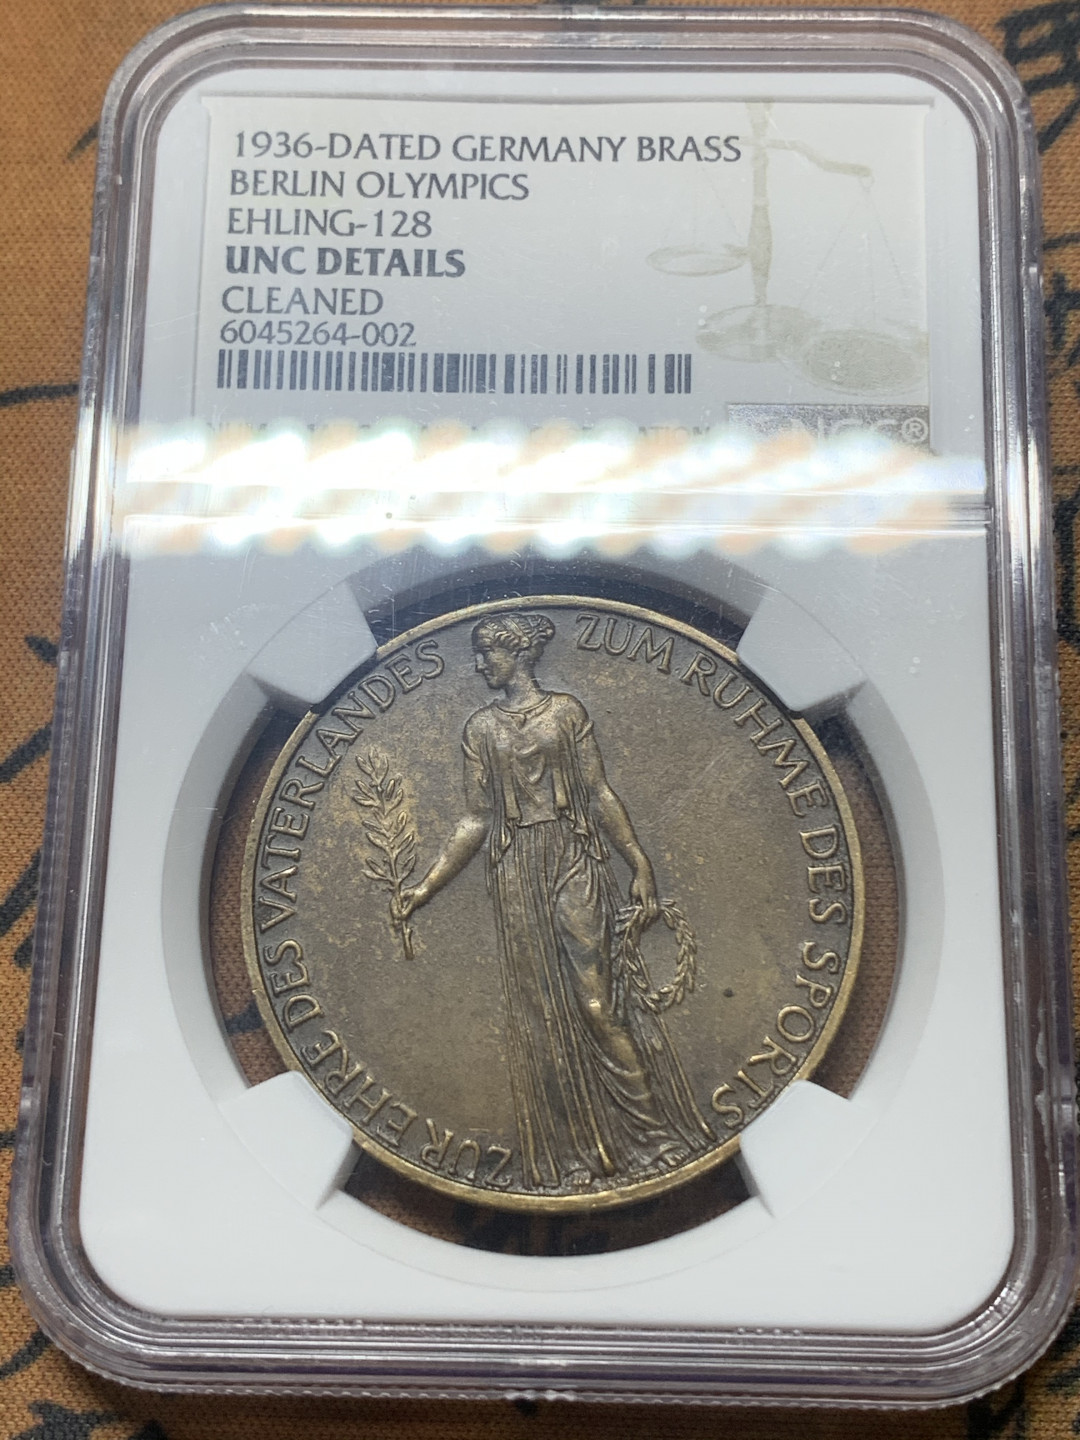 1936-DATED GERMANY BRASS
BERLIN OLYMPICS
EHLING-128
UNC DETAILS
CLEANED
6045264-002
NGC®
ZUR EHRE DES VATERLANDES
ZUM RUHME DES SPORTS